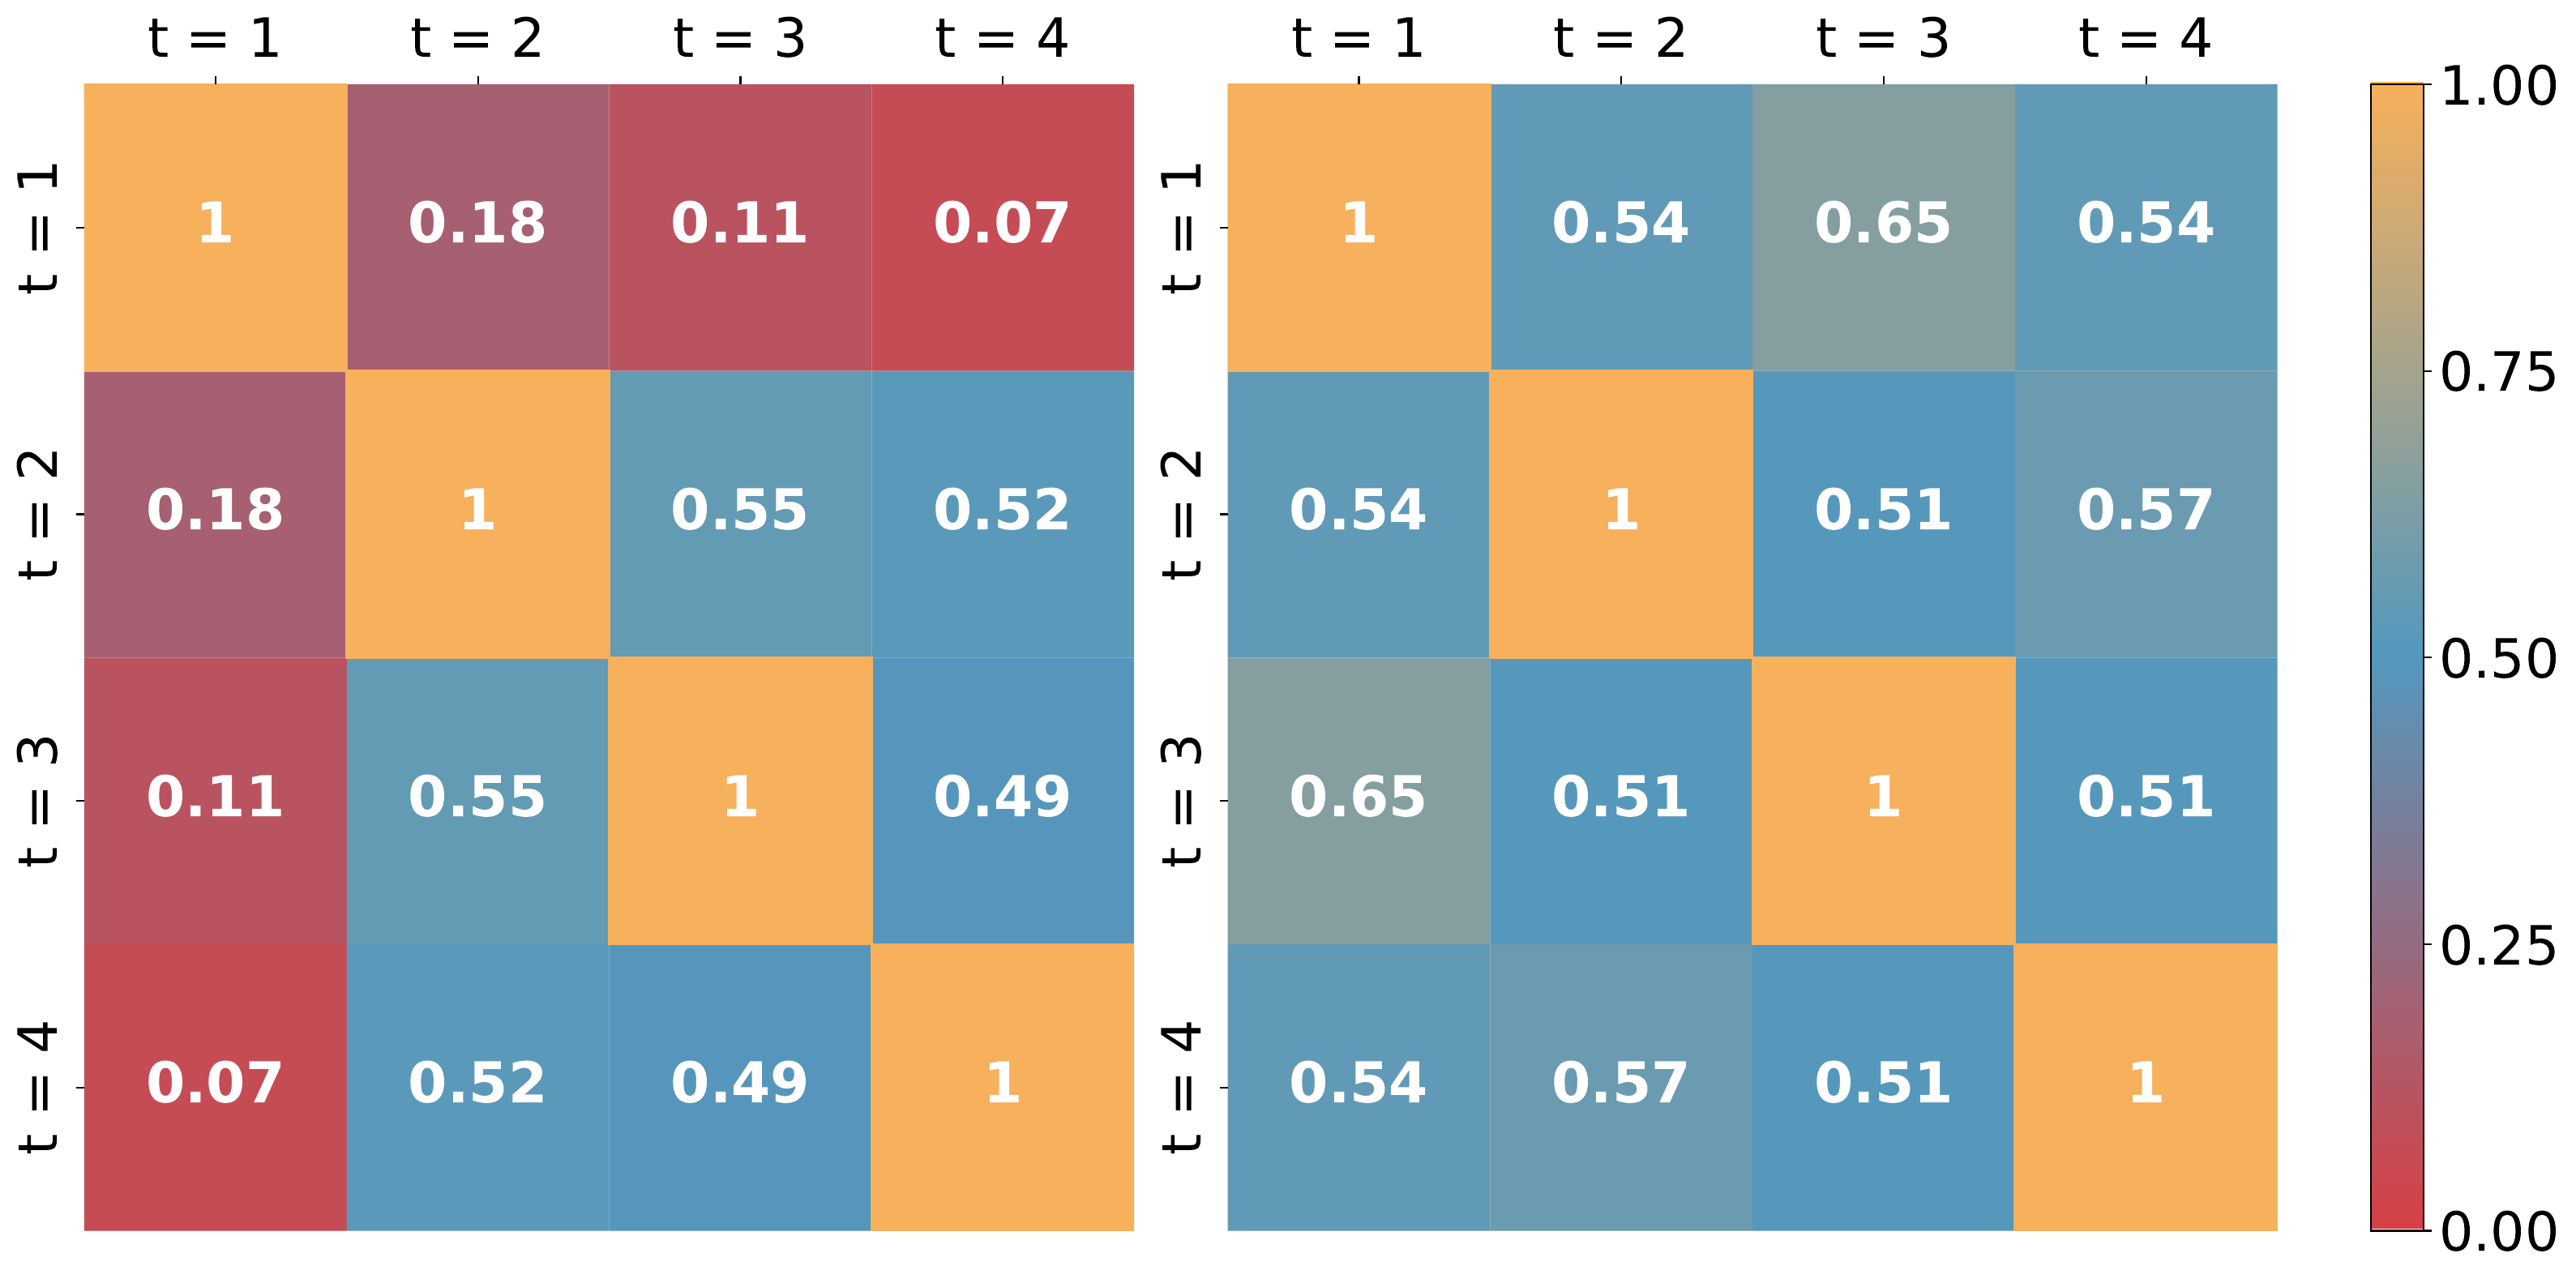 t = 1 t = 2 t = 3 t = 4 t = 1 t = 2 t = 3 t = 4
t = 1 1 0.18 0.11 0.07 t = 1 1 0.54 0.65 0.54 1.00
t = 2 0.18 1 0.55 0.52 t = 2 0.54 1 0.51 0.57 0.75
t = 3 0.11 0.55 1 0.49 t = 3 0.65 0.51 1 0.51 0.50
t = 4 0.07 0.52 0.49 1 t = 4 0.54 0.57 0.51 1 0.25
0.00